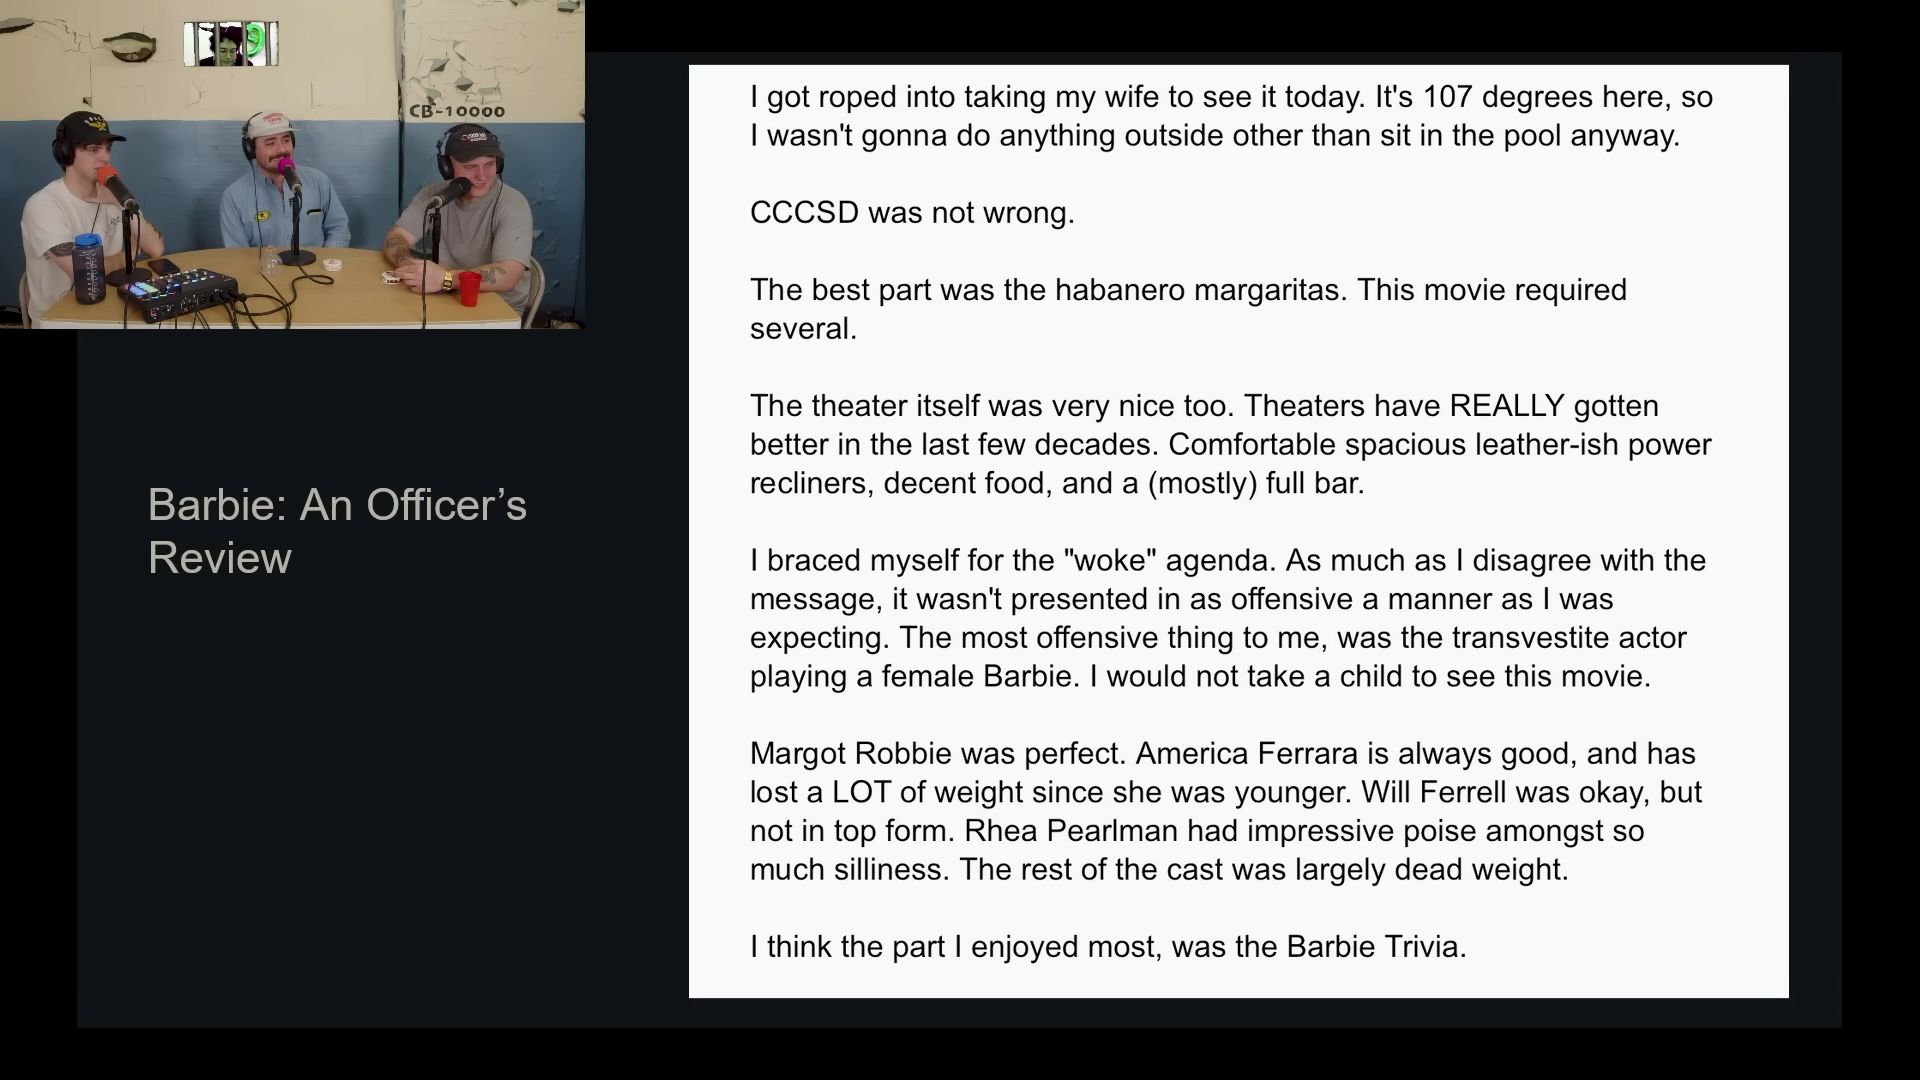 CB-10000
Barbie: An Officer’s
Review
I got roped into taking my wife to see it today. It's 107 degrees here, so
I wasn't gonna do anything outside other than sit in the pool anyway.
CCCSD was not wrong.
The best part was the habanero margaritas. This movie required
several.
The theater itself was very nice too. Theaters have REALLY gotten
better in the last few decades. Comfortable spacious leather-ish power
recliners, decent food, and a (mostly) full bar.
I braced myself for the "woke" agenda. As much as I disagree with the
message, it wasn't presented in as offensive a manner as I was
expecting. The most offensive thing to me, was the transvestite actor
playing a female Barbie. I would not take a child to see this movie.
Margot Robbie was perfect. America Ferrara is always good, and has
lost a LOT of weight since she was younger. Will Ferrell was okay, but
not in top form. Rhea Pearlman had impressive poise amongst so
much silliness. The rest of the cast was largely dead weight.
I think the part I enjoyed most, was the Barbie Trivia.